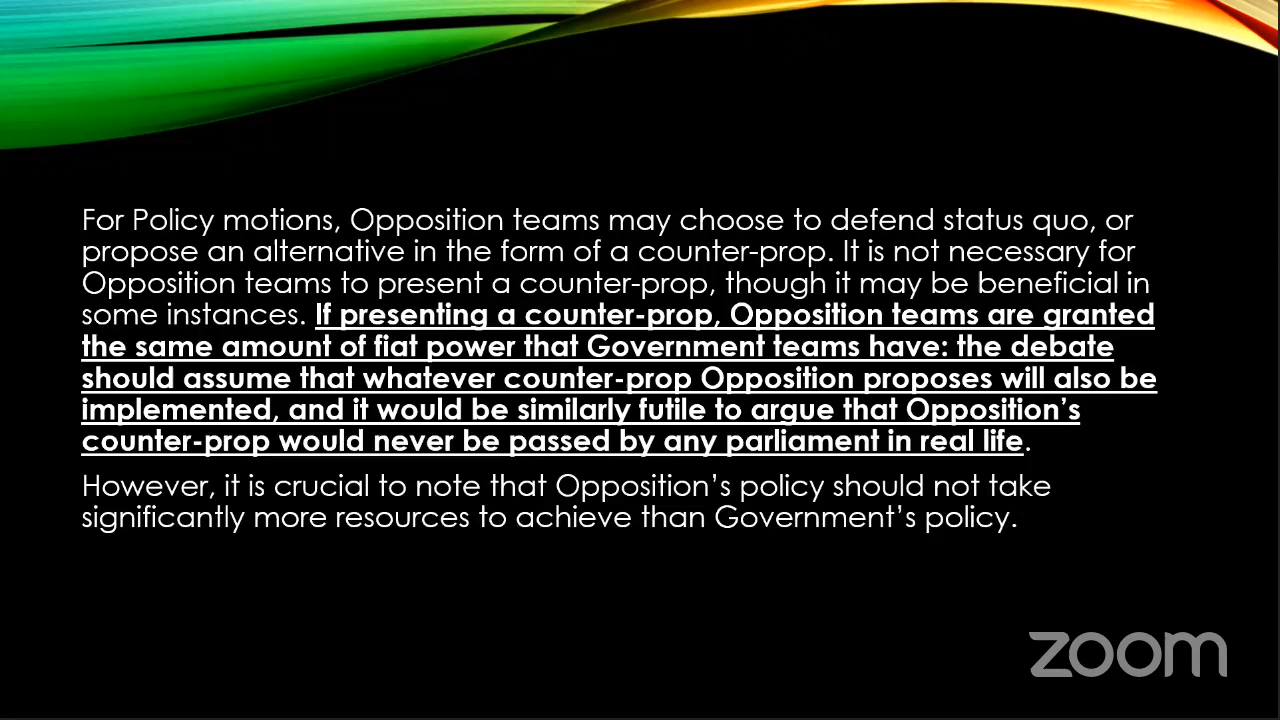 For Policy motions, Opposition teams may choose to defend status quo, or
propose an alternative in the form of a counter-prop. It is not necessary for
Opposition teams to present a counter-prop, though it may be beneficial in
some instances. If presenting a counter-prop, Opposition teams are granted
the same amount of fiat power that Government teams have: the debate
should assume that whatever counter-prop Opposition proposes will also be
implemented, and it would be similarly futile to argue that Opposition’s
counter-prop would never be passed by any parliament in real life.
However, it is crucial to note that Opposition’s policy should not take
significantly more resources to achieve than Government’s policy.
zoom